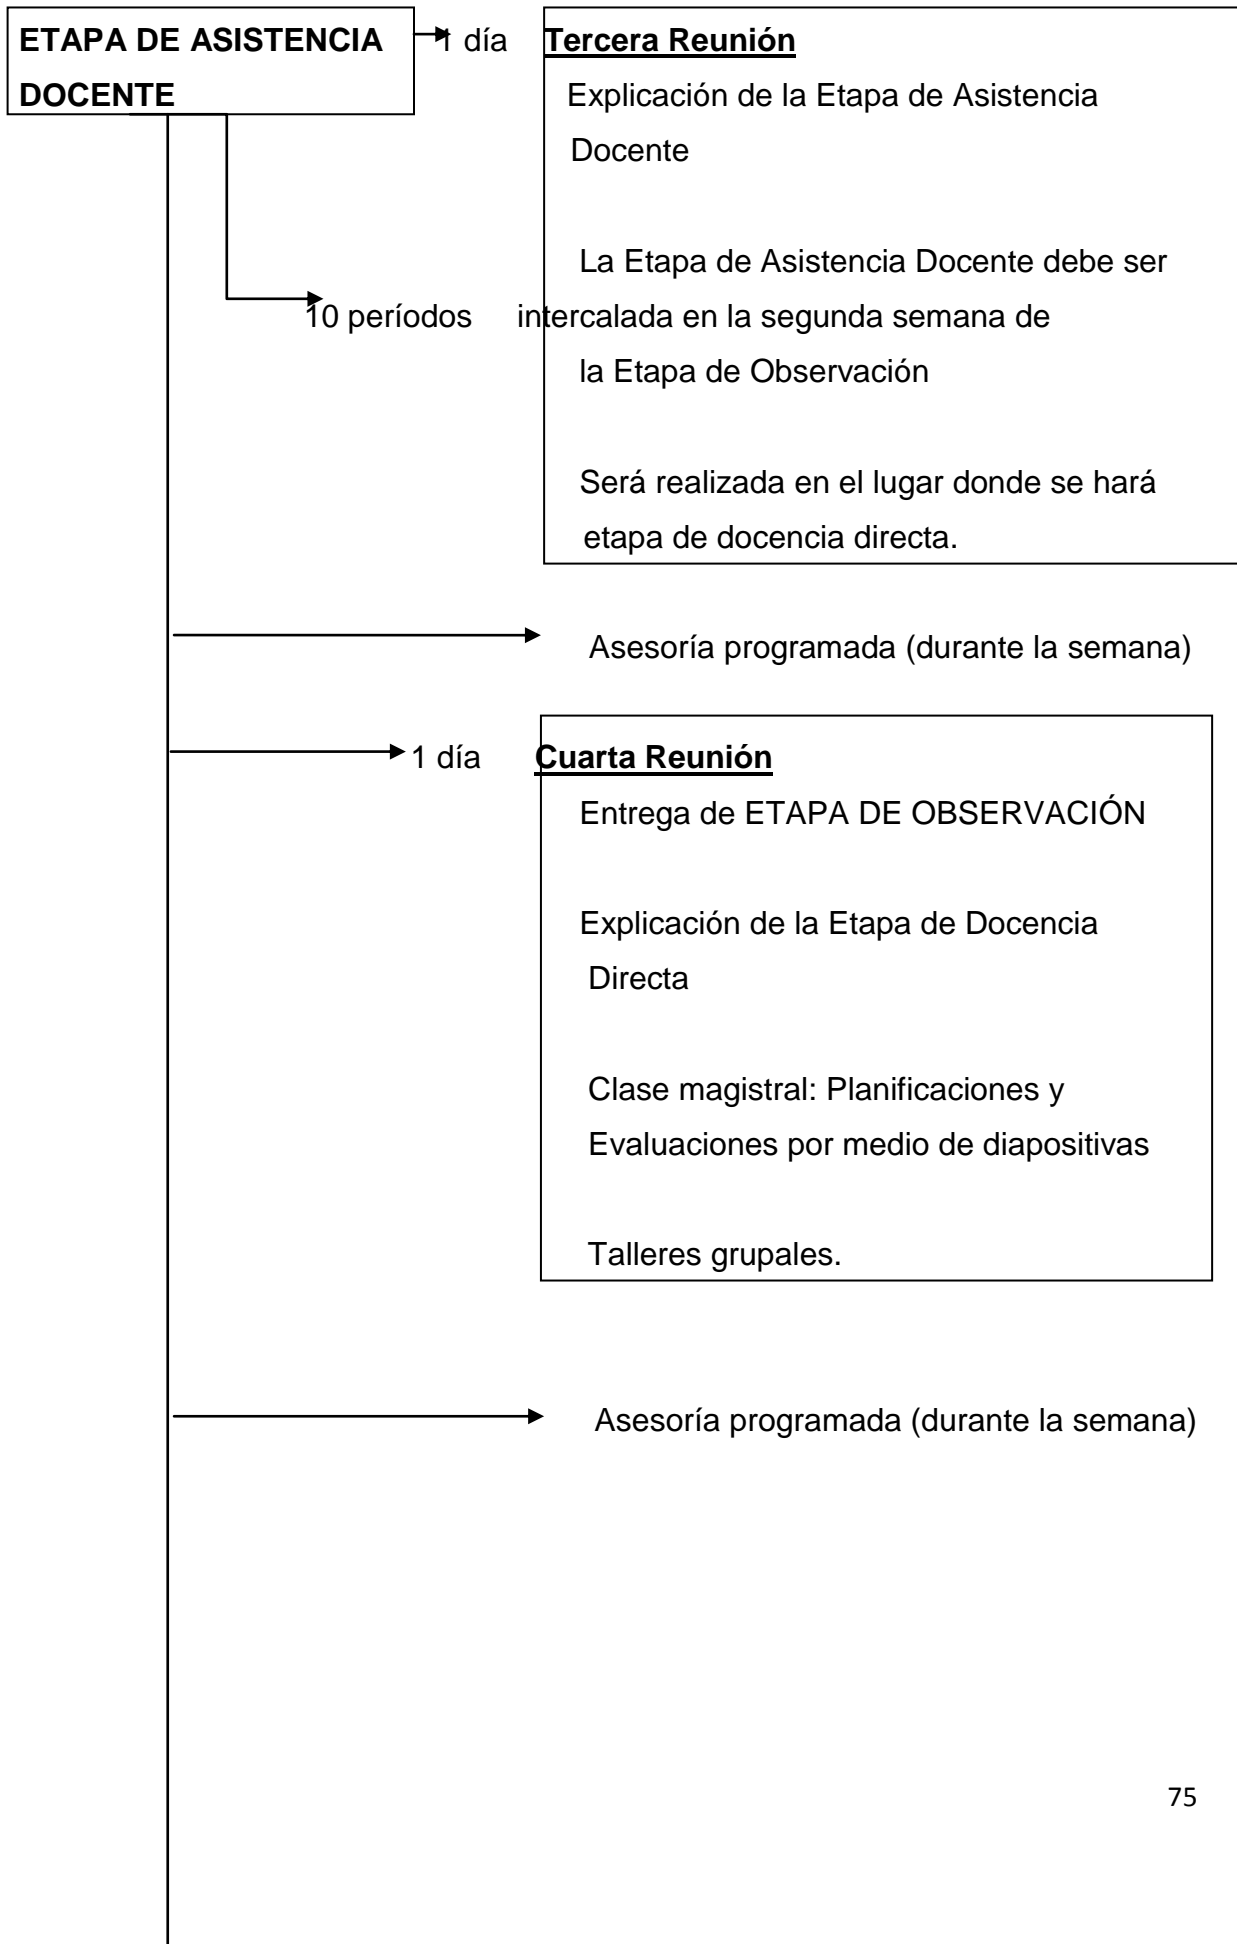 ETAPA DE ASISTENCIA
DOCENTE
1 día
Tercera Reunión
Explicación de la Etapa de Asistencia
Docente
La Etapa de Asistencia Docente debe ser
10 períodos intercalada en la segunda semana de
la Etapa de Observación
Será realizada en el lugar donde se hará
etapa de docencia directa.
Asesoría programada (durante la semana)
1 día
Cuarta Reunión
Entrega de ETAPA DE OBSERVACIÓN
Explicación de la Etapa de Docencia
Directa
Clase magistral: Planificaciones y
Evaluaciones por medio de diapositivas
Talleres grupales.
Asesoría programada (durante la semana)
75